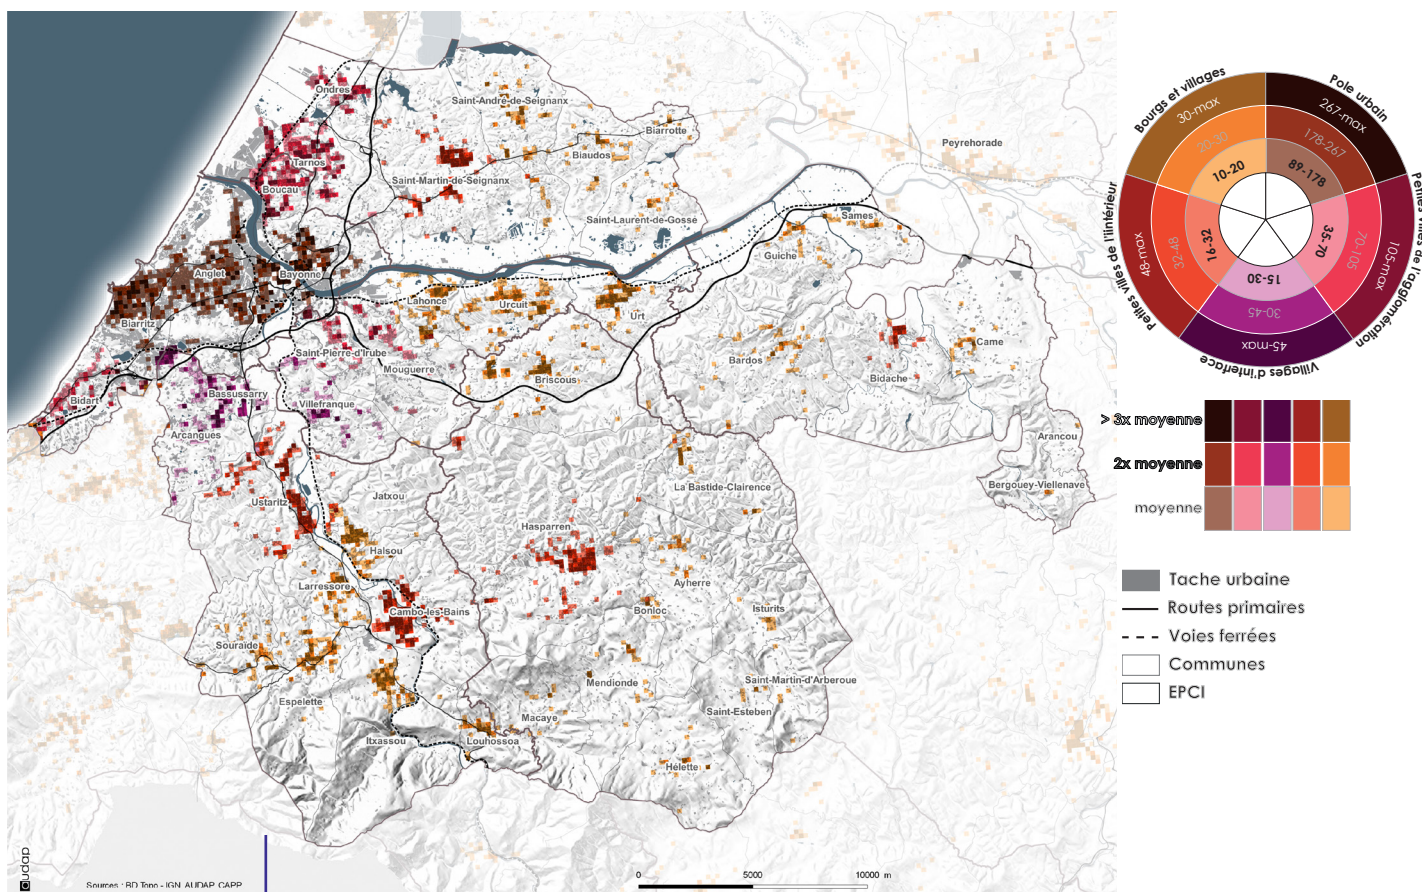 Ondres
Saint-André-de-Seignanx
Biarrotte
Peyrehorade
Tarnos
Biaudos
Saint-Martin-de-Seignanx
Boucau
Saint-Laurent-de-Gosse
Sames
Guiche
Anglet
Bayonne
Lahonce
Urcuit
Urt
Biarritz
Came
Saint-Pierre-d'Irube
Mouguerre
Bardos
Briscous
Bidache
Bidart
Bassussarry
Villefranque
Arcangues
Arancou
Bergouey-Viellenave
La Bastide-Clairence
Jatxou
Ustaritz
Hasparren
Halsou
Larressore
Ayherre
Cambo-les-Bains
Bonloc
Isturits
Souraïde
Mendionde
Saint-Martin-d'Arberoue
Espelette
Saint-Esteben
Macaye
Itxassou
Louhossoa
Hélette
audap
Sources : BD Topo - IGN, AUDAP, CAPP
0 5000 10000 m
Bourgs et villages
30-max
20-30
10-20
Pole urbain
267-max
178-267
89-178
Petites villes de l'agglomération
105-max
70-105
35-70
Villages d'interface
45-max
30-45
15-30
Petites villes de l'iintérieur
48-max
32-48
16-32
> 3x moyenne
2x moyenne
moyenne
Tache urbaine
Routes primaires
Voies ferrées
Communes
EPCI